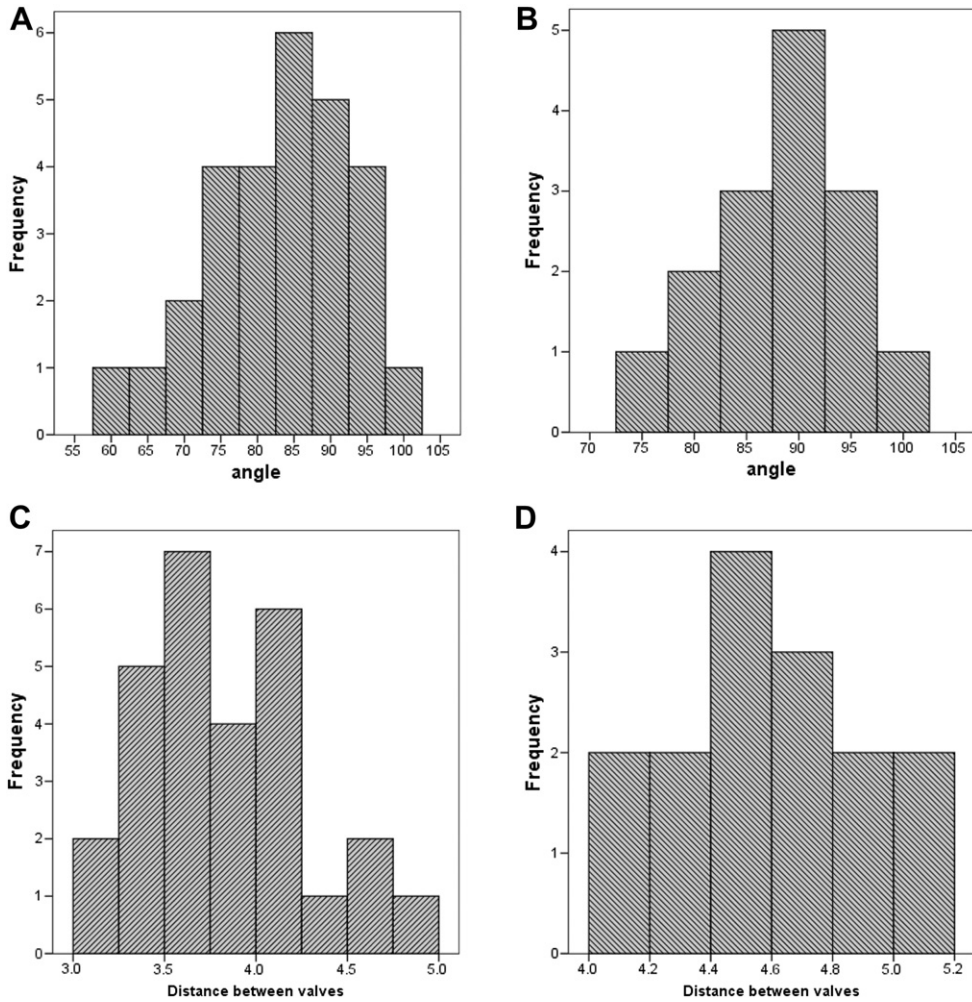 A
Frequency
6
5
4
3
2
1
0
55 60 65 70 75 80 85 90 95 100 105
angle
B
Frequency
5
4
3
2
1
0
70 75 80 85 90 95 100 105
angle
C
Frequency
7
6
5
4
3
2
1
0
3.0 3.5 4.0 4.5 5.0
Distance between valves
D
Frequency
4
3
2
1
0
4.0 4.2 4.4 4.6 4.8 5.0 5.2
Distance between valves